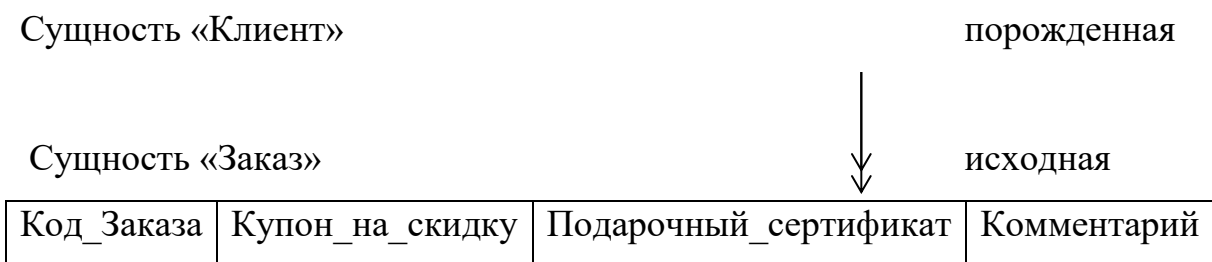 Сущность «Клиент» порожденная
Сущность «Заказ» исходная
Код_Заказа Купон_на_скидку Подарочный_сертификат Комментарий